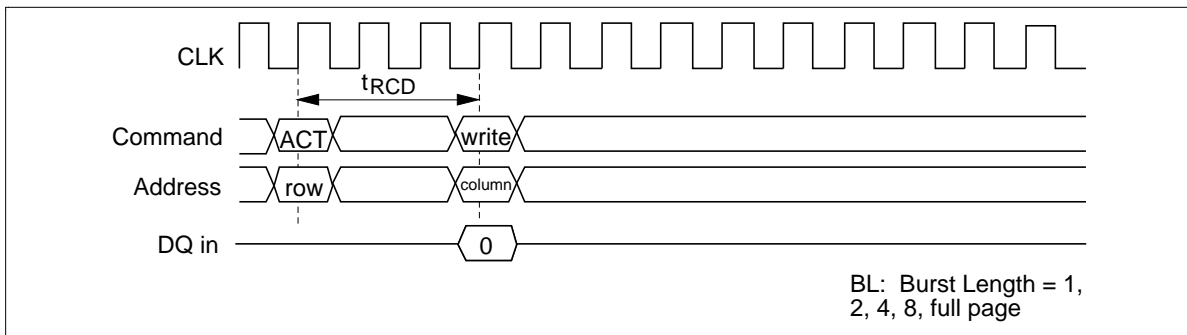 CLK
tRCD
Command ACT write
Address row column
DQ in 0
BL: Burst Length = 1,
2, 4, 8, full page